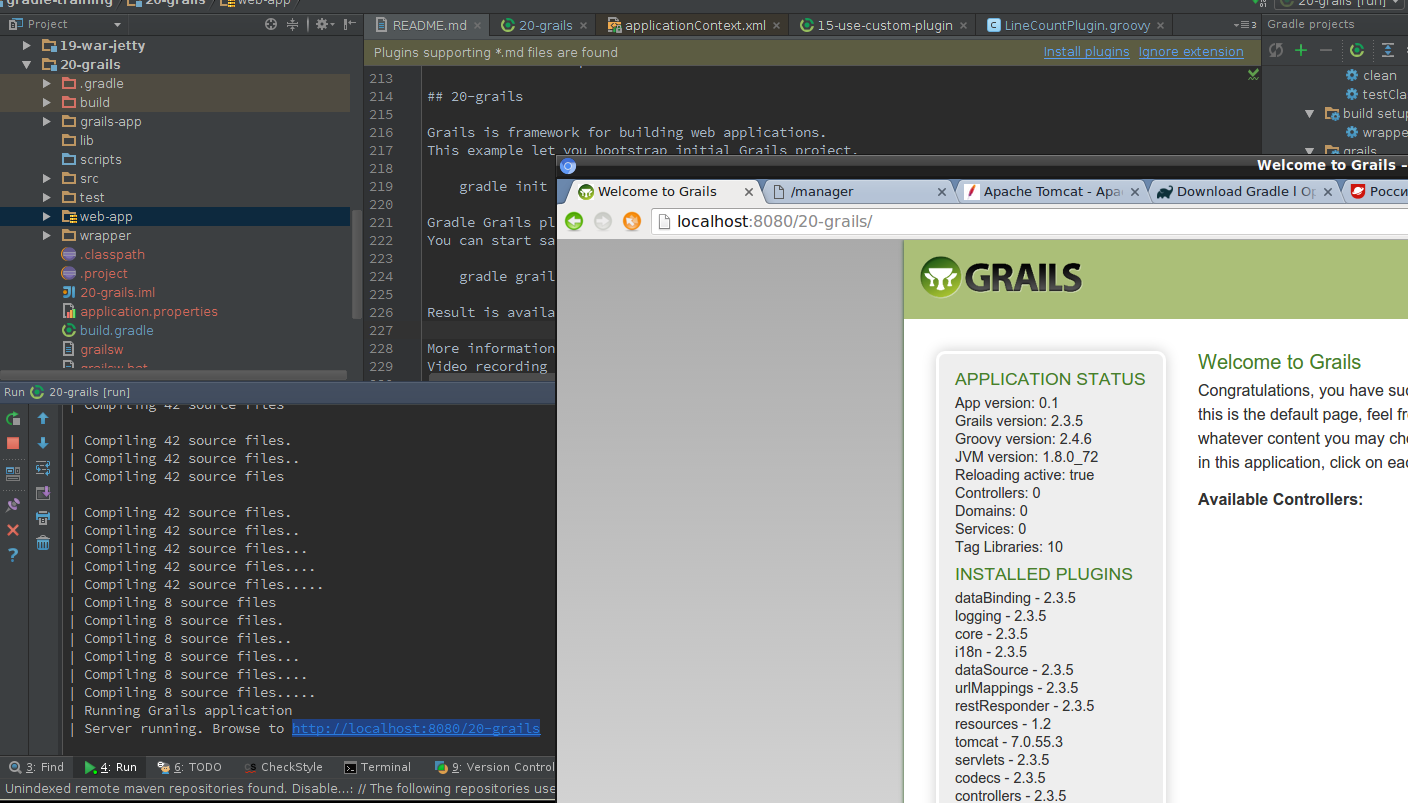 gradle-training 20-grails web-app
20-grails [run]
Project
README.md
20-grails
applicationContext.xml
15-use-custom-plugin
LineCountPlugin.groovy
3
Gradle projects
19-war-jetty
20-grails
.gradle
build
grails-app
lib
scripts
src
test
web-app
wrapper
.classpath
.project
20-grails.iml
application.properties
build.gradle
grailsw
grailsw.bat
Plugins supporting *.md files are found
Install plugins Ignore extension
213
214 ## 20-grails
215
216 Grails is framework for building web applications.
217 This example let you bootstrap initial Grails project.
218
219 gradle init
220
221 Gradle Grails pl
222 You can start sa
223
224 gradle grail
225
226 Result is availa
227
228 More information
229 Video recording
clean
testCla
build setup
wrappe
grails
Welcome to Grails –
Welcome to Grails
/manager
Apache Tomcat - Apa
Download Gradle | Op
Росси
localhost:8080/20-grails/
GRAILS
APPLICATION STATUS
App version: 0.1
Grails version: 2.3.5
Groovy version: 2.4.6
JVM version: 1.8.0_72
Reloading active: true
Controllers: 0
Domains: 0
Services: 0
Tag Libraries: 10
INSTALLED PLUGINS
dataBinding - 2.3.5
logging - 2.3.5
core - 2.3.5
i18n - 2.3.5
dataSource - 2.3.5
urlMappings - 2.3.5
restResponder - 2.3.5
resources - 1.2
tomcat - 7.0.55.3
servlets - 2.3.5
codecs - 2.3.5
controllers - 2.3.5
Welcome to Grails
Congratulations, you have suc
this is the default page, feel fr
whatever content you may cho
in this application, click on eac
Available Controllers:
Run 20-grails [run]
| Compiling 42 source files
| Compiling 42 source files.
| Compiling 42 source files..
| Compiling 42 source files
| Compiling 42 source files.
| Compiling 42 source files..
| Compiling 42 source files...
| Compiling 42 source files....
| Compiling 42 source files.....
| Compiling 8 source files
| Compiling 8 source files.
| Compiling 8 source files..
| Compiling 8 source files...
| Compiling 8 source files....
| Compiling 8 source files.....
| Running Grails application
| Server running. Browse to http://localhost:8080/20-grails
3: Find 4: Run 6: TODO CheckStyle Terminal 9: Version Control
Unindexed remote maven repositories found. Disable...: // The following repositories use